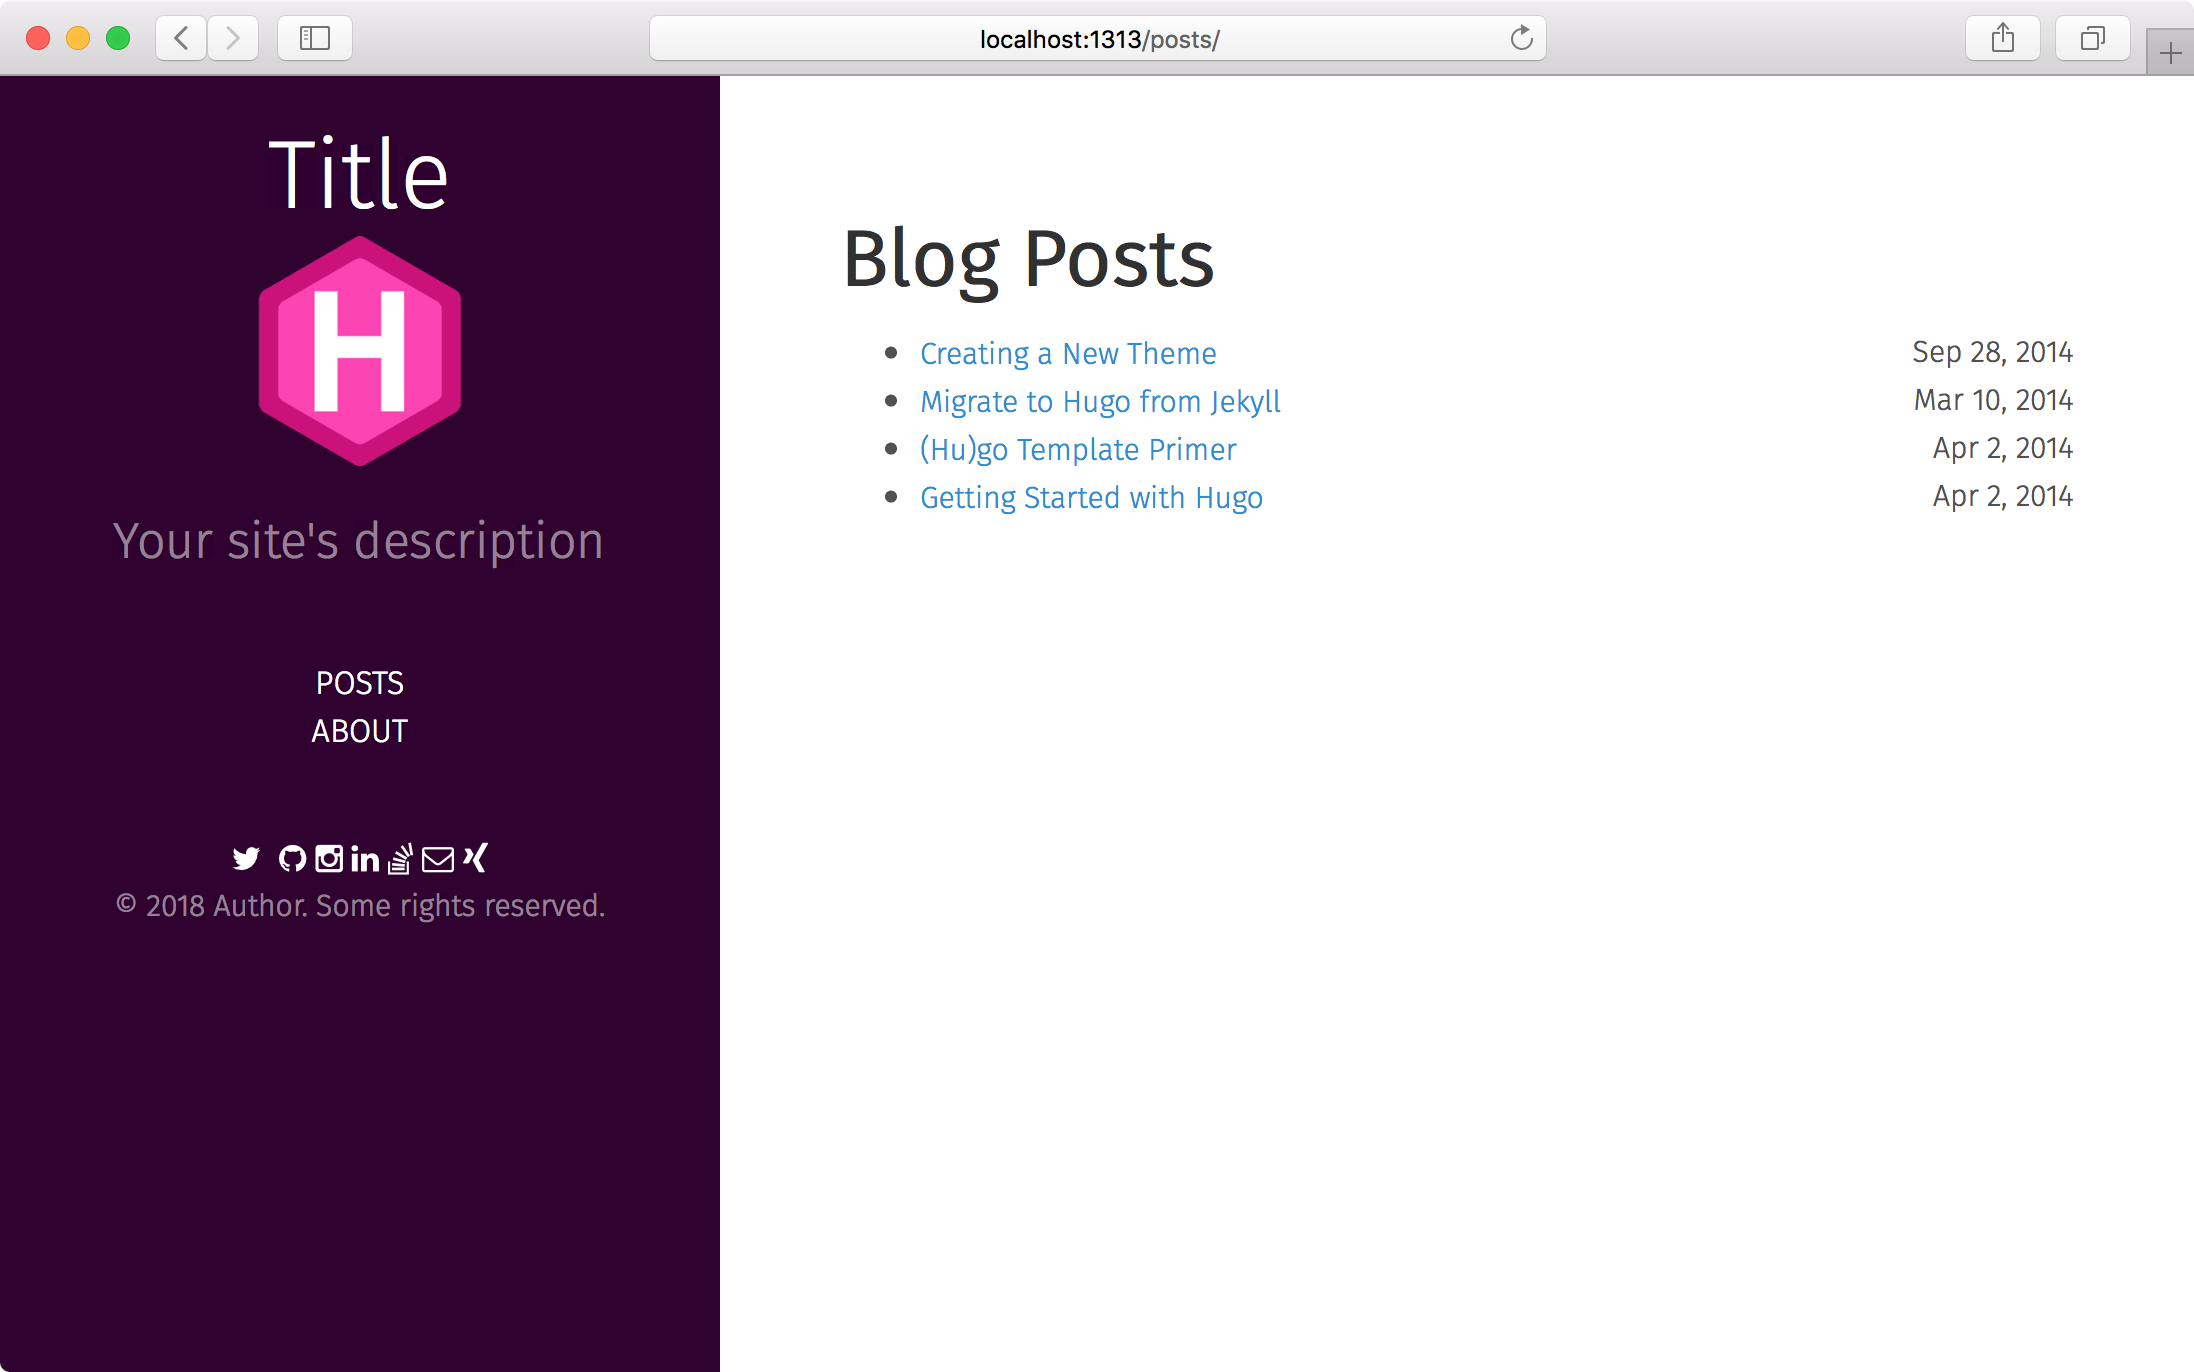 localhost:1313/posts/
Title
H
Your site's description
POSTS
ABOUT
© 2018 Author. Some rights reserved.
Blog Posts
Creating a New Theme Sep 28, 2014
Migrate to Hugo from Jekyll Mar 10, 2014
(Hu)go Template Primer Apr 2, 2014
Getting Started with Hugo Apr 2, 2014